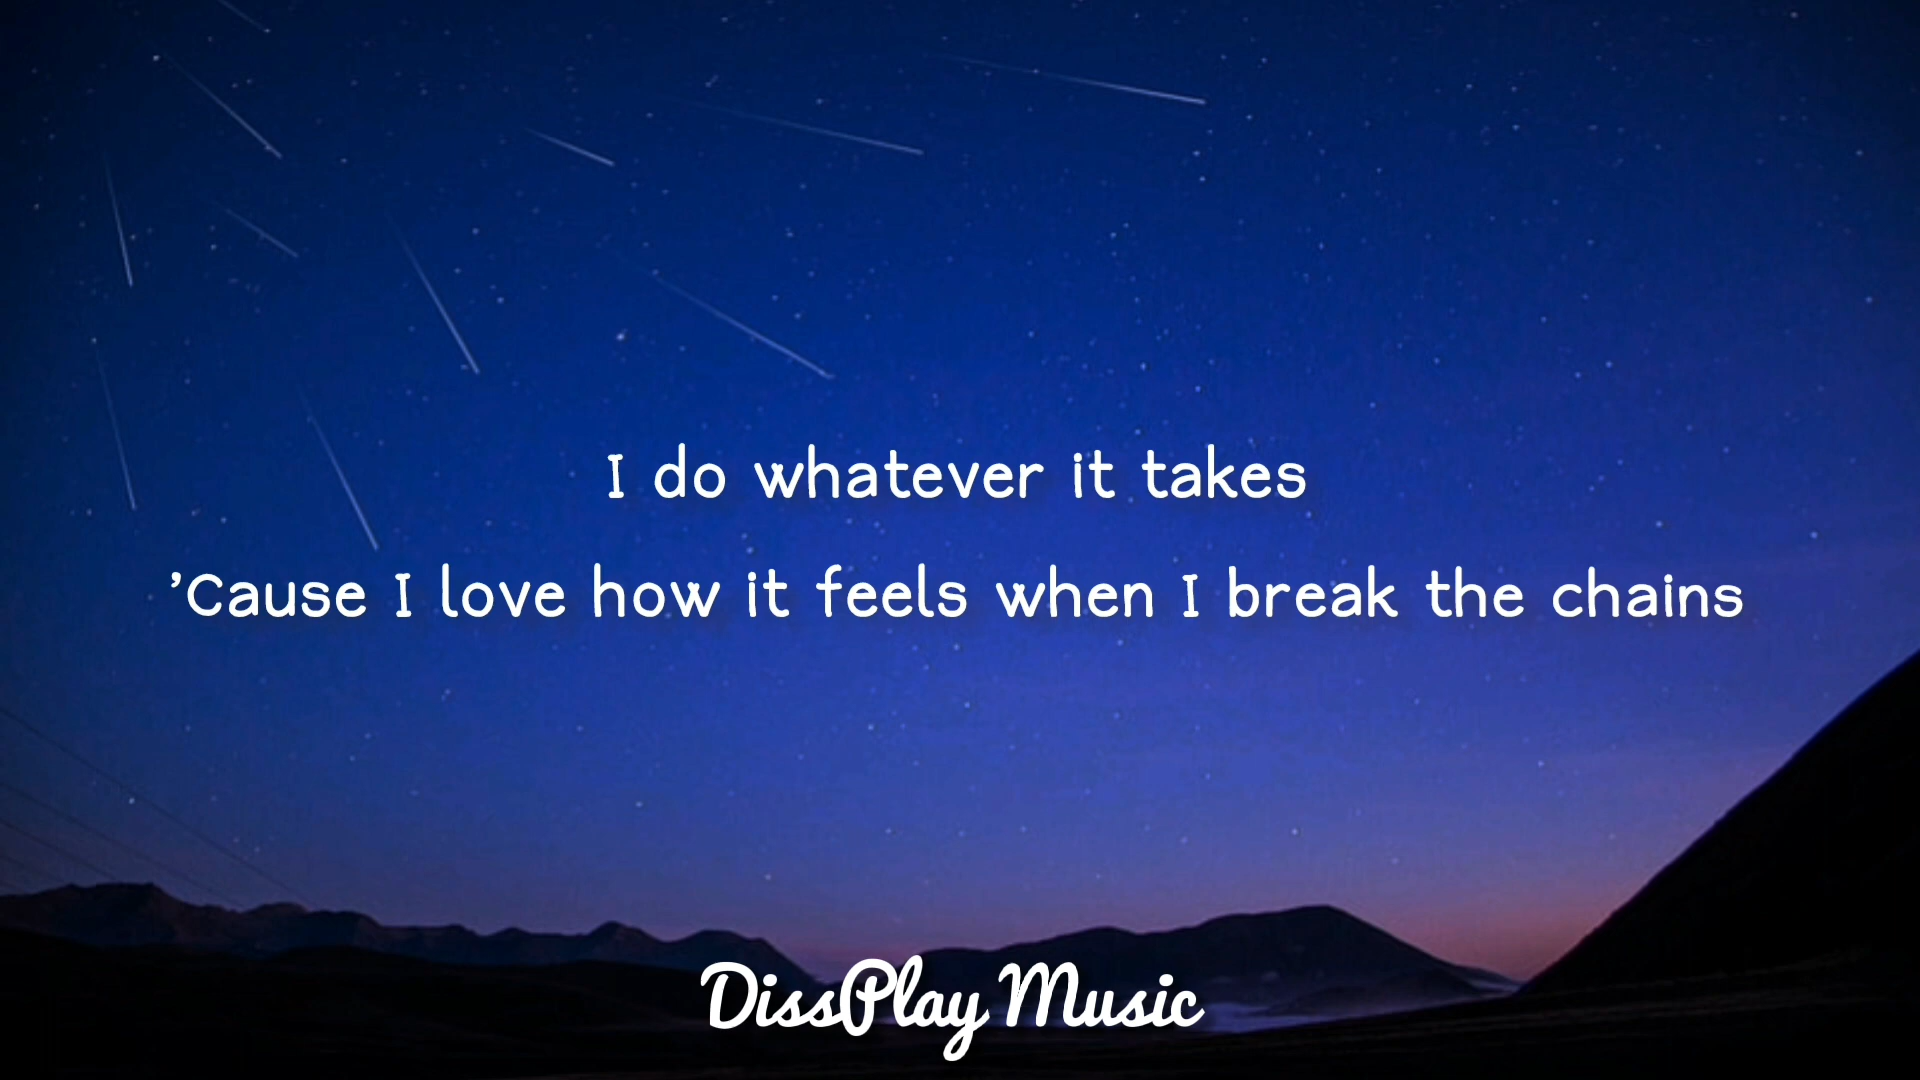 I do whatever it takes
'Cause I love how it feels when I break the chains
DissPlay Music